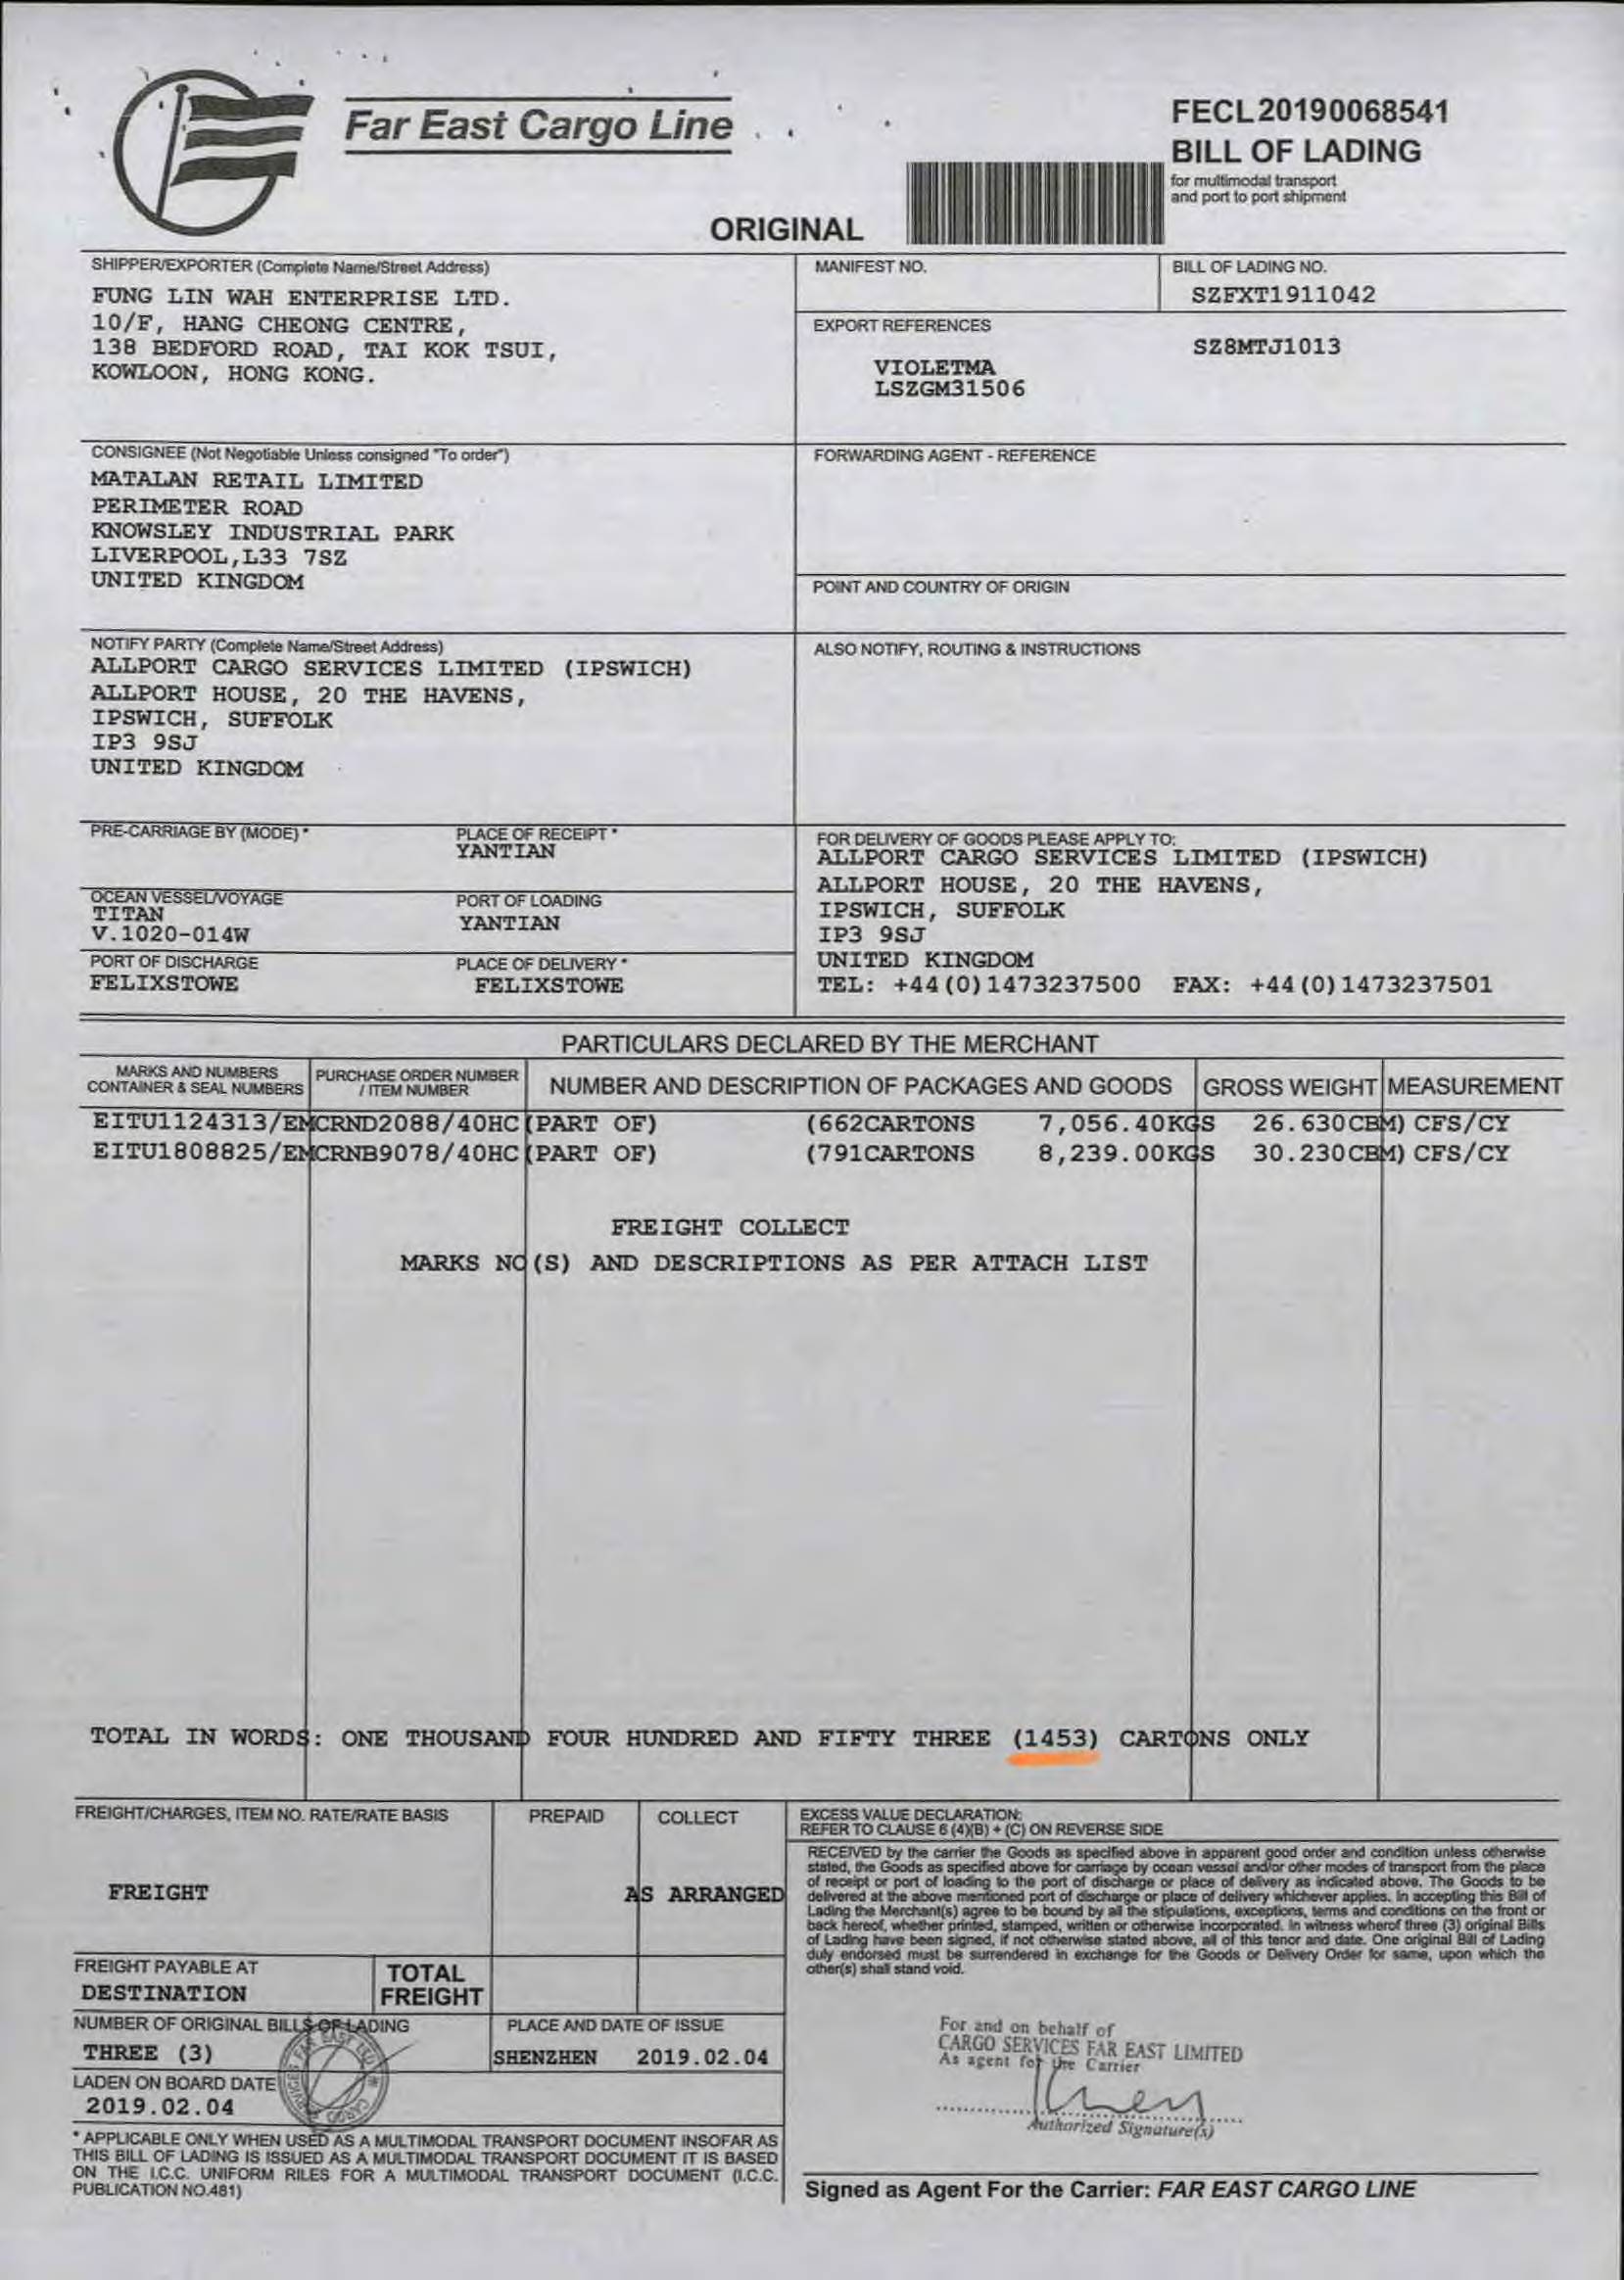 Far East Cargo Line
FECL20190068541
BILL OF LADING
for multimodal transport
and port to port shipment
ORIGINAL
SHIPPER/EXPORTER (Complete Name/Street Address)
FUNG LIN WAH ENTERPRISE LTD.
10/F, HANG CHEONG CENTRE,
138 BEDFORD ROAD, TAI KOK TSUI,
KOWLOON, HONG KONG.
MANIFEST NO.
BILL OF LADING NO.
SZFXT1911042
EXPORT REFERENCES
SZ8MTJ1013
VIOLETMA
LSZGM31506
CONSIGNEE (Not Negotiable Unless consigned "To order")
MATALAN RETAIL LIMITED
PERIMETER ROAD
KNOWSLEY INDUSTRIAL PARK
LIVERPOOL,L33 7SZ
UNITED KINGDOM
FORWARDING AGENT - REFERENCE
POINT AND COUNTRY OF ORIGIN
NOTIFY PARTY (Complete Name/Street Address)
ALLPORT CARGO SERVICES LIMITED (IPSWICH)
ALLPORT HOUSE, 20 THE HAVENS,
IPSWICH, SUFFOLK
IP3 9SJ
UNITED KINGDOM
ALSO NOTIFY, ROUTING & INSTRUCTIONS
PRE-CARRIAGE BY (MODE) *
PLACE OF RECEIPT *
YANTIAN
OCEAN VESSEL/VOYAGE
TITAN
V.1020-014W
PORT OF LOADING
YANTIAN
PORT OF DISCHARGE
FELIXSTOWE
PLACE OF DELIVERY *
FELIXSTOWE
FOR DELIVERY OF GOODS PLEASE APPLY TO:
ALLPORT CARGO SERVICES LIMITED (IPSWICH)
ALLPORT HOUSE, 20 THE HAVENS,
IPSWICH, SUFFOLK
IP3 9SJ
UNITED KINGDOM
TEL: +44(0)1473237500 FAX: +44(0)1473237501
PARTICULARS DECLARED BY THE MERCHANT
MARKS AND NUMBERS
CONTAINER & SEAL NUMBERS
PURCHASE ORDER NUMBER
/ ITEM NUMBER
NUMBER AND DESCRIPTION OF PACKAGES AND GOODS
GROSS WEIGHT
MEASUREMENT
EITU1124313/EMCRND2088/40HC(PART OF) (662CARTONS 7,056.40KGS 26.630CBM) CFS/CY
EITU1808825/EMCRNB9078/40HC(PART OF) (791CARTONS 8,239.00KGS 30.230CBM) CFS/CY
FREIGHT COLLECT
MARKS NO(S) AND DESCRIPTIONS AS PER ATTACH LIST
TOTAL IN WORDS: ONE THOUSAND FOUR HUNDRED AND FIFTY THREE (1453) CARTONS ONLY
FREIGHT/CHARGES, ITEM NO. RATE/RATE BASIS
PREPAID
COLLECT
FREIGHT
AS ARRANGED
EXCESS VALUE DECLARATION:
REFER TO CLAUSE 6 (4)(B) + (C) ON REVERSE SIDE
RECEIVED by the carrier the Goods as specified above in apparent good order and condition unless otherwise
stated, the Goods as specified above for carriage by ocean vessel and/or other modes of transport from the place
of receipt or port of loading to the port of discharge or place of delivery as indicated above. The Goods to be
delivered at the above mentioned port of discharge or place of delivery whichever applies. In accepting this Bill of
Lading the Merchant(s) agree to be bound by all the stipulations, exceptions, terms and conditions on the front or
back hereof, whether printed, stamped, written or otherwise incorporated. In witness wherof three (3) original Bills
of Lading have been signed, if not otherwise stated above, all of this tenor and date. One original Bill of Lading
duly endorsed must be surrendered in exchange for the Goods or Delivery Order for same, upon which the
other(s) shall stand void.
FREIGHT PAYABLE AT
DESTINATION
TOTAL
FREIGHT
NUMBER OF ORIGINAL BILLS OF LADING
THREE (3)
PLACE AND DATE OF ISSUE
SHENZHEN 2019.02.04
LADEN ON BOARD DATE
2019.02.04
For and on behalf of
CARGO SERVICES FAR EAST LIMITED
As agent for the Carrier
Authorized Signature(s)
* APPLICABLE ONLY WHEN USED AS A MULTIMODAL TRANSPORT DOCUMENT INSOFAR AS
THIS BILL OF LADING IS ISSUED AS A MULTIMODAL TRANSPORT DOCUMENT IT IS BASED
ON THE I.C.C. UNIFORM RILES FOR A MULTIMODAL TRANSPORT DOCUMENT (I.C.C.
PUBLICATION NO.481)
Signed as Agent For the Carrier: FAR EAST CARGO LINE